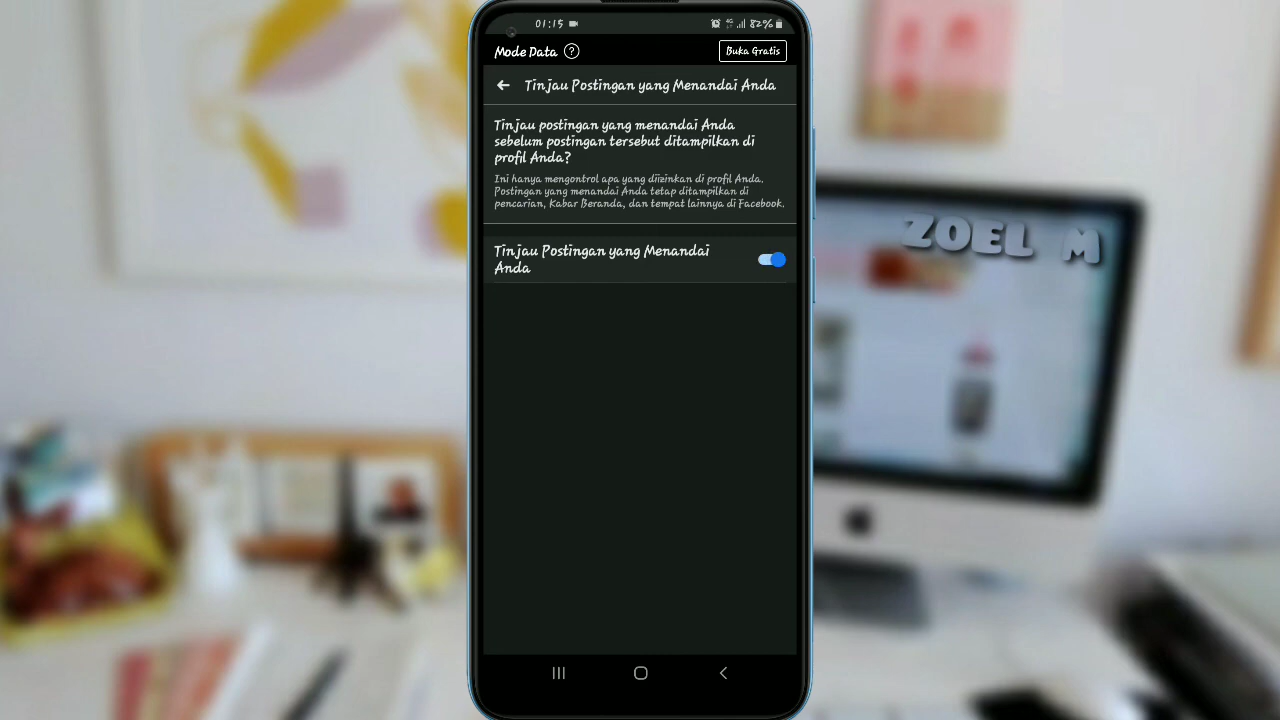 01:15
4G 82%
Mode Data ?
Buka Gratis
Tinjau Postingan yang Menandai Anda
Tinjau postingan yang menandai Anda
sebelum postingan tersebut ditampilkan di
profil Anda?
Ini hanya mengontrol apa yang diizinkan di profil Anda.
Postingan yang menandai Anda tetap ditampilkan di
pencarian, Kabar Beranda, dan tempat lainnya di Facebook.
Tinjau Postingan yang Menandai
Anda
ZOEL M